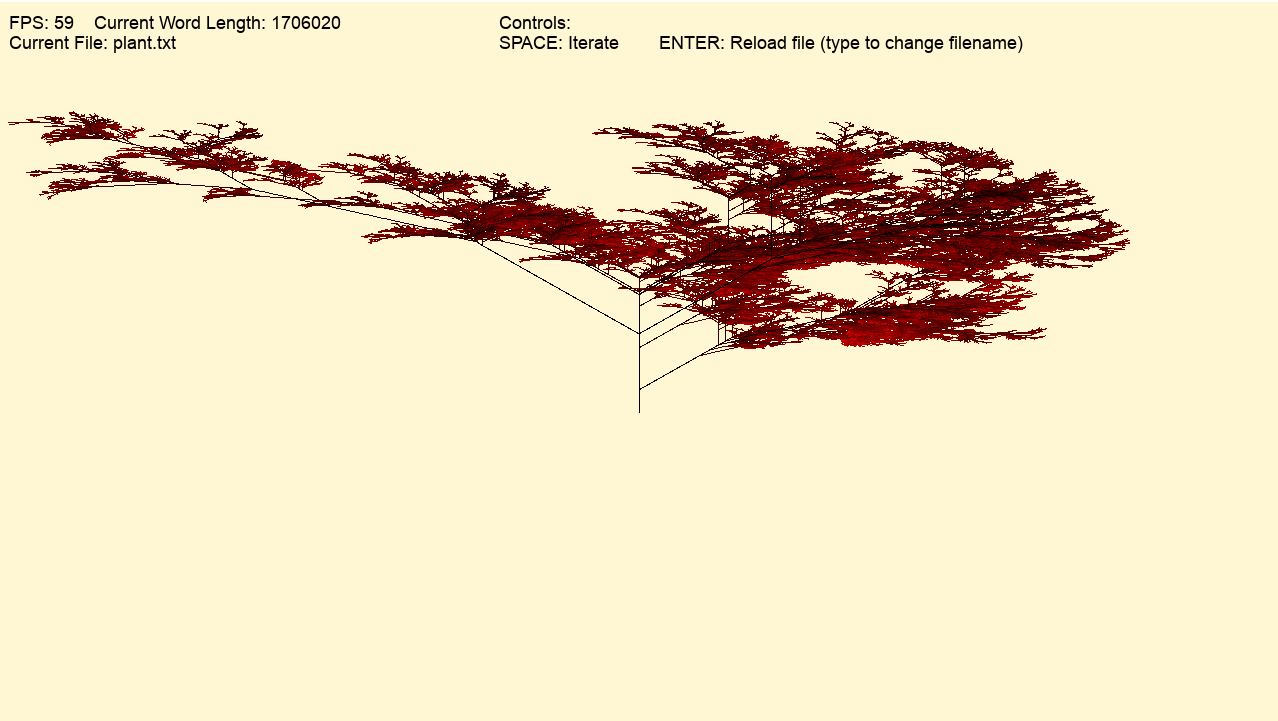 FPS: 59    Current Word Length: 1706020
Current File: plant.txt
Controls:
SPACE: Iterate        ENTER: Reload file (type to change filename)